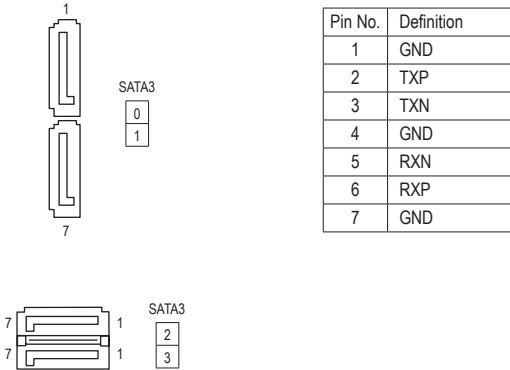 1
SATA3
0
1
7
Pin No. Definition
1 GND
2 TXP
3 TXN
4 GND
5 RXN
6 RXP
7 GND
7 1
7 1
SATA3
2
3